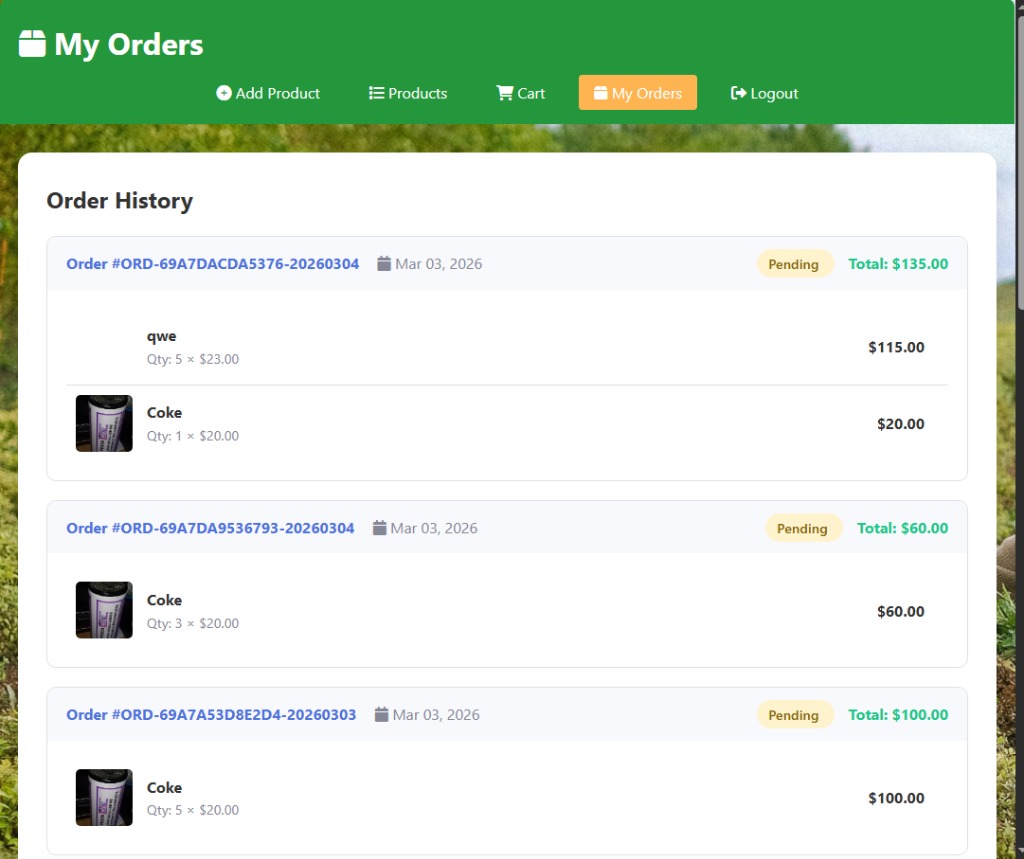 My Orders
Add Product Products Cart My Orders Logout
Order History
Order #ORD-69A7DACDA5376-20260304 Mar 03, 2026 Pending Total: $135.00
qwe
Qty: 5 × $23.00
$115.00
Coke
Qty: 1 × $20.00
$20.00
Order #ORD-69A7DA9536793-20260304 Mar 03, 2026 Pending Total: $60.00
Coke
Qty: 3 × $20.00
$60.00
Order #ORD-69A7A53D8E2D4-20260303 Mar 03, 2026 Pending Total: $100.00
Coke
Qty: 5 × $20.00
$100.00